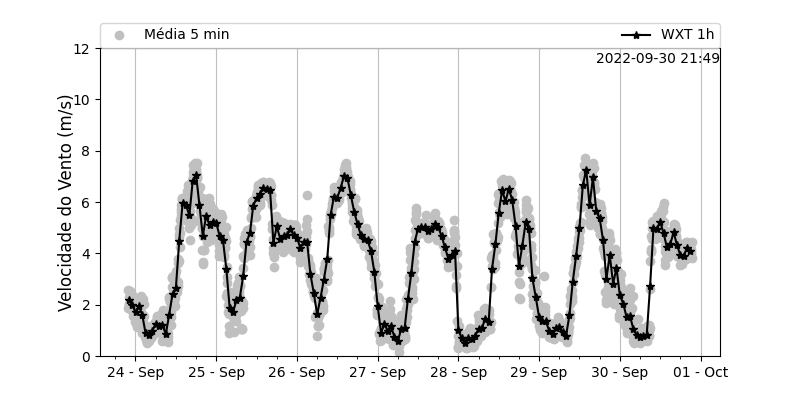 Média 5 min
WXT 1h
2022-09-30 21:49
Velocidade do Vento (m/s)
12
10
8
6
4
2
0
24 - Sep
25 - Sep
26 - Sep
27 - Sep
28 - Sep
29 - Sep
30 - Sep
01 - Oct